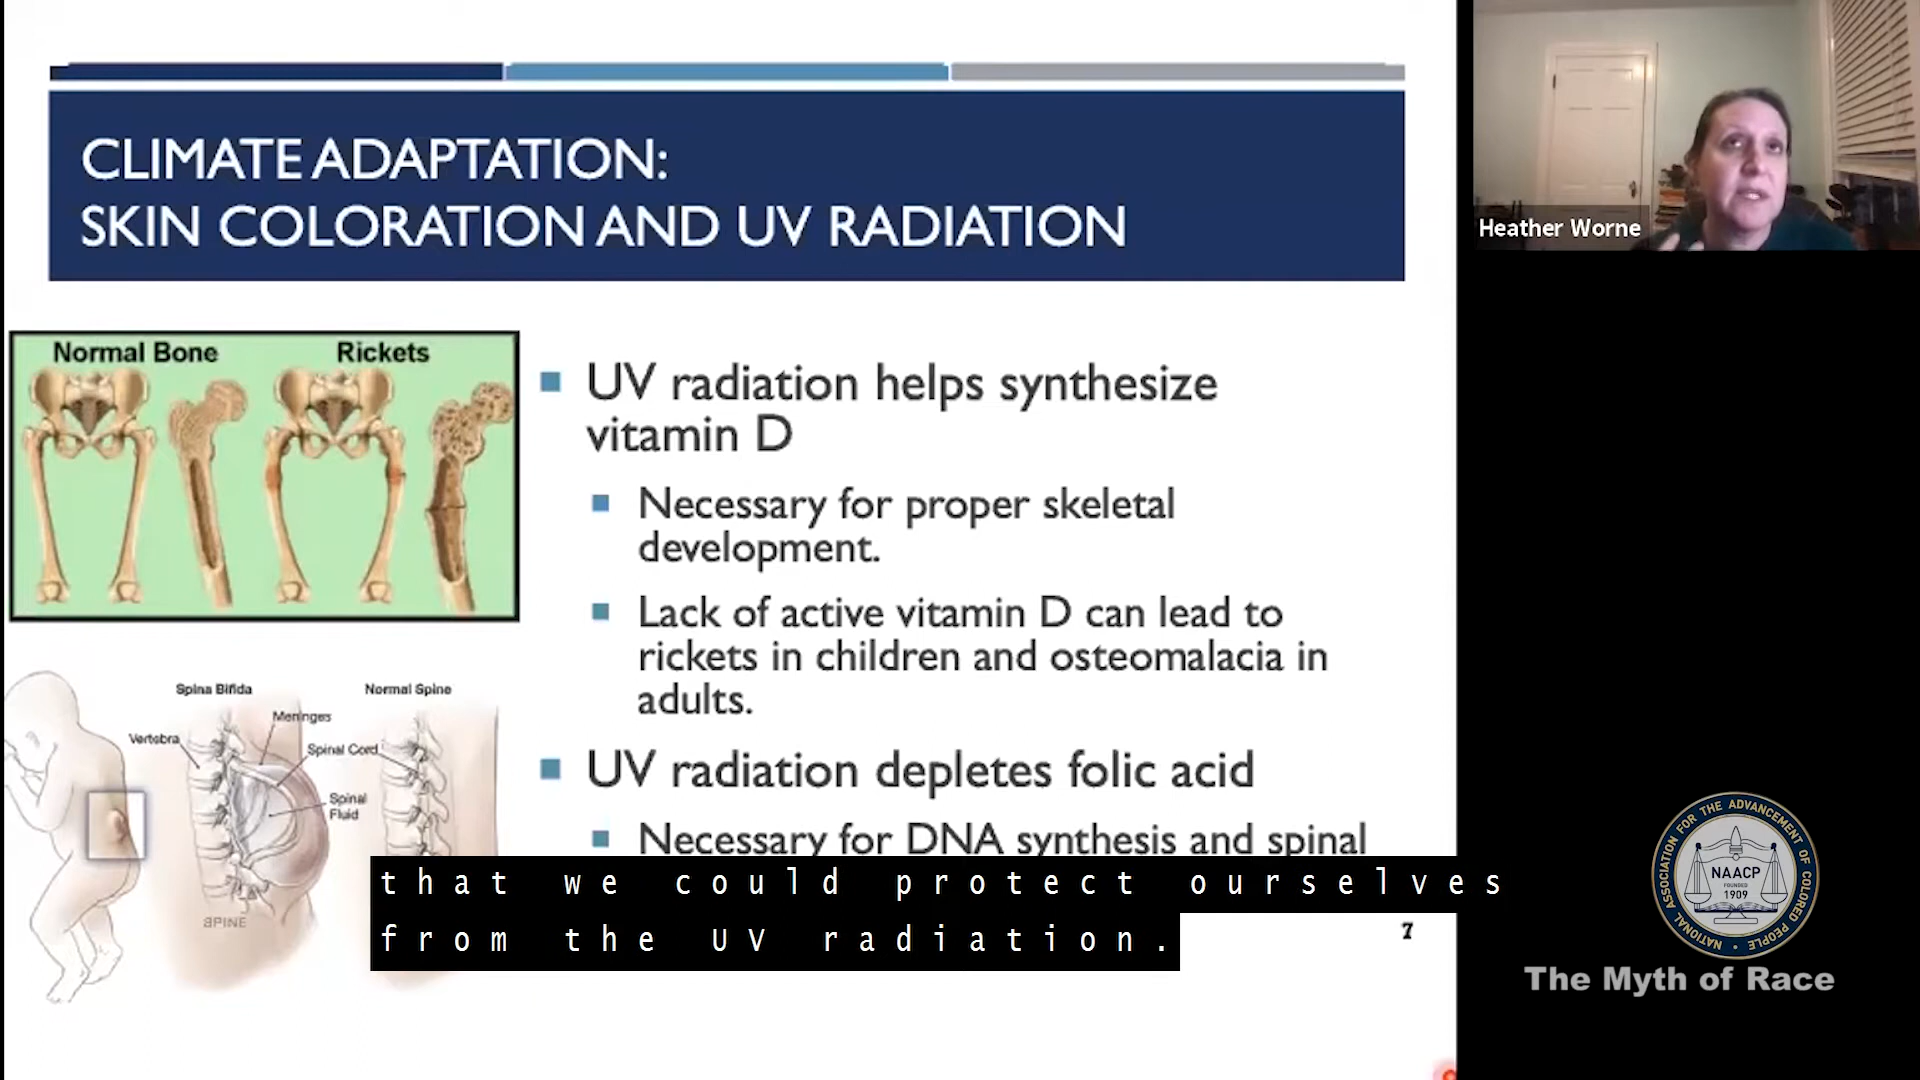 CLIMATE ADAPTATION:
SKIN COLORATION AND UV RADIATION
Normal Bone
Rickets
UV radiation helps synthesize
vitamin D
Necessary for proper skeletal
development.
Lack of active vitamin D can lead to
rickets in children and osteomalacia in
adults.
UV radiation depletes folic acid
Necessary for DNA synthesis and spinal
Spina Bifida
Normal Spine
Meninges
Vertebra
Spinal Cord
Spinal
Fluid
SPINE
that we could protect ourselves
from the UV radiation.
7
Heather Worne
NATIONAL ASSOCIATION FOR THE ADVANCEMENT OF COLORED PEOPLE
NAACP
FOUNDED
1909
The Myth of Race